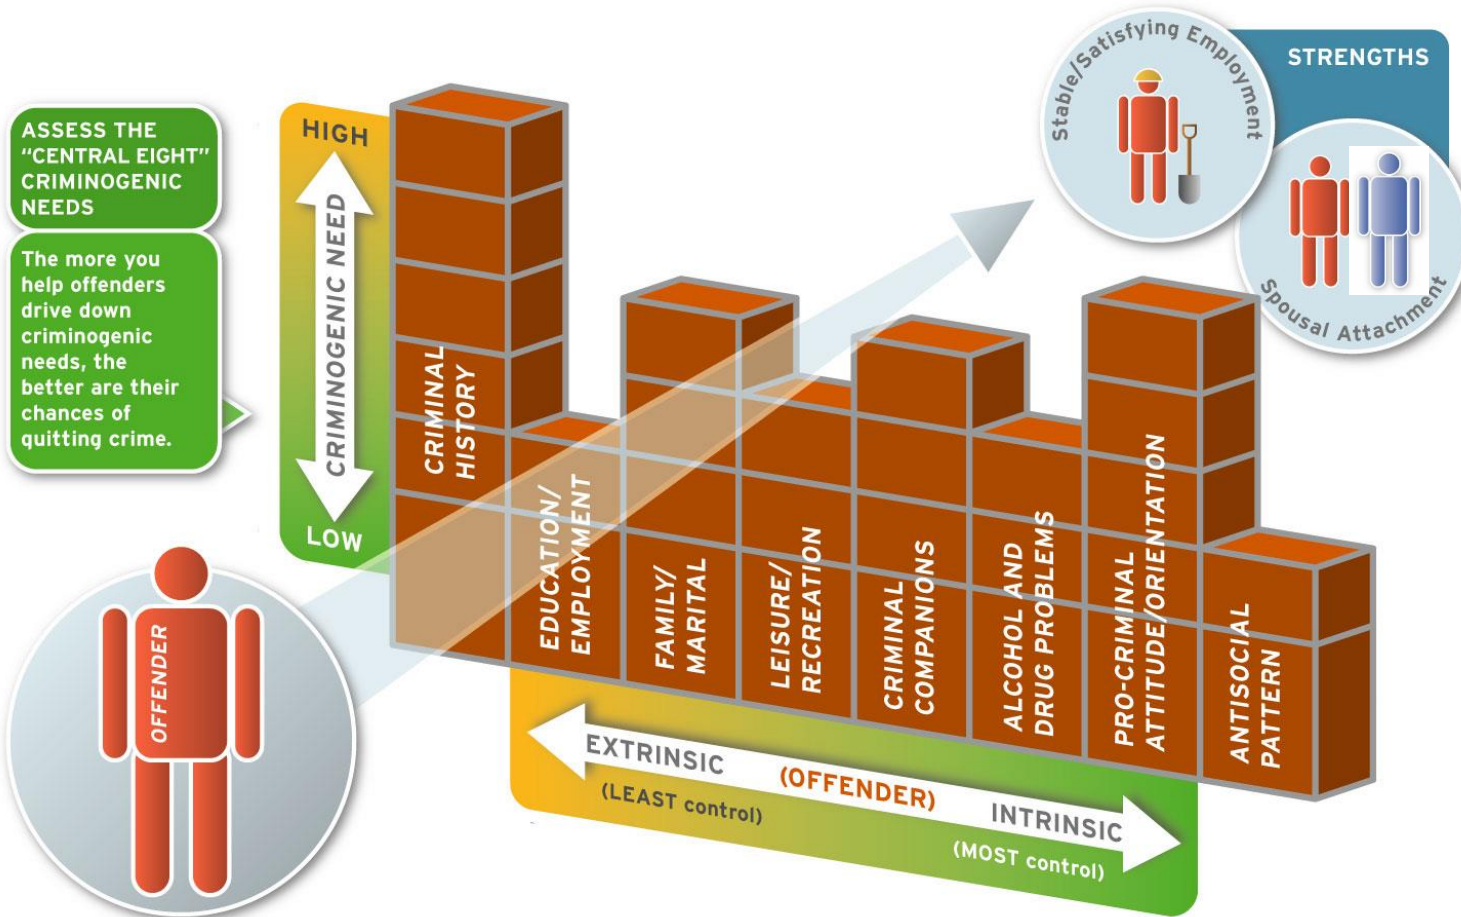 ASSESS THE
“CENTRAL EIGHT”
CRIMINOGENIC
NEEDS
The more you
help offenders
drive down
criminogenic
needs, the
better are their
chances of
quitting crime.
HIGH
CRIMINOGENIC NEED
LOW
OFFENDER
CRIMINAL
HISTORY
EDUCATION/
EMPLOYMENT
FAMILY/
MARITAL
LEISURE/
RECREATION
CRIMINAL
COMPANIONS
ALCOHOL AND
DRUG PROBLEMS
PRO-CRIMINAL
ATTITUDE/ORIENTATION
ANTISOCIAL
PATTERN
EXTRINSIC (OFFENDER) INTRINSIC
(LEAST control)
(MOST control)
Stable/Satisfying Employment
STRENGTHS
Spousal Attachment